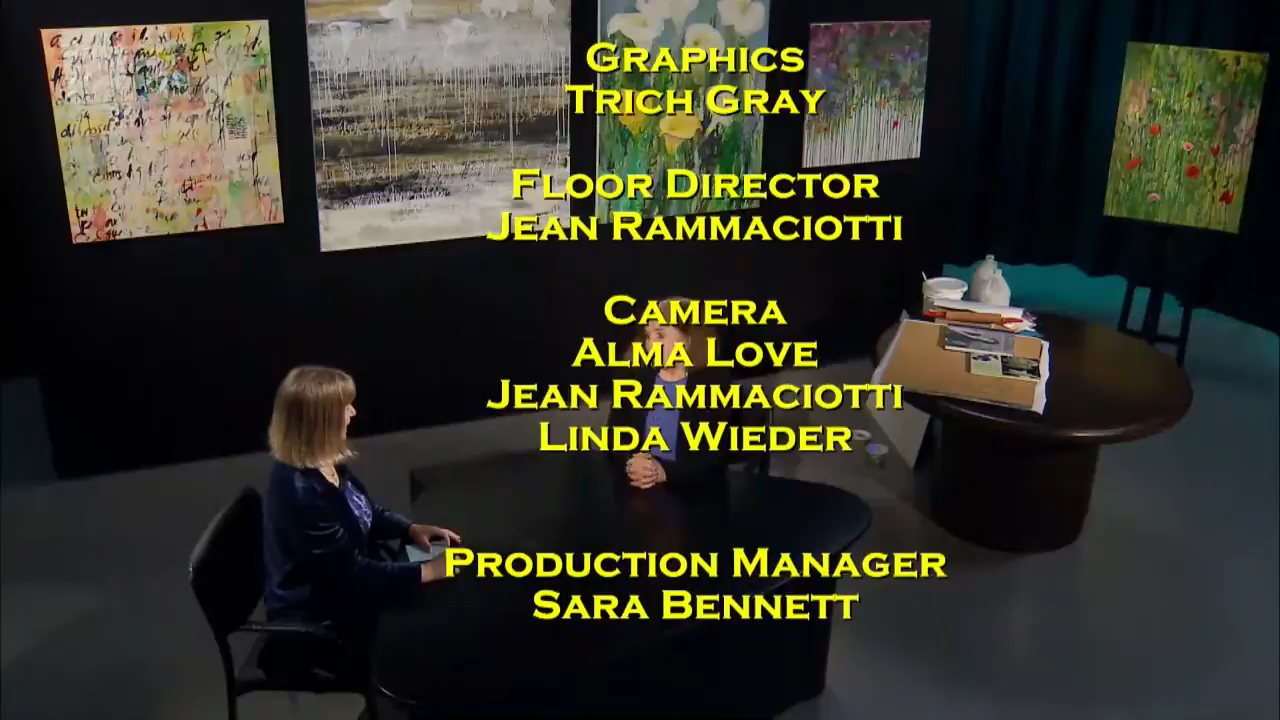 Graphics
Trich Gray
Floor Director
Jean Rammaciotti
Camera
Alma Love
Jean Rammaciotti
Linda Wieder
Production Manager
Sara Bennett